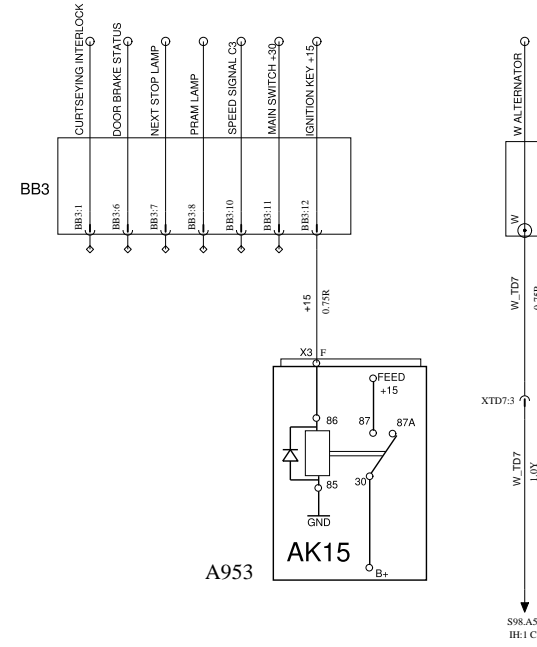 CURTSEYING INTERLOCK
DOOR BRAKE STATUS
NEXT STOP LAMP
PRAM LAMP
SPEED SIGNAL C3
MAIN SWITCH +30
IGNITION KEY +15
W ALTERNATOR
BB3
BB3:1
BB3:6
BB3:7
BB3:8
BB3:10
BB3:11
BB3:12
W
+15
0.75R
W_TD7
X3 F
FEED
+15
86
87
87A
XTD7:3
85
30
W_TD7
1.0Y
GND
AK15
A953
B+
S98.A5
IH:1 C